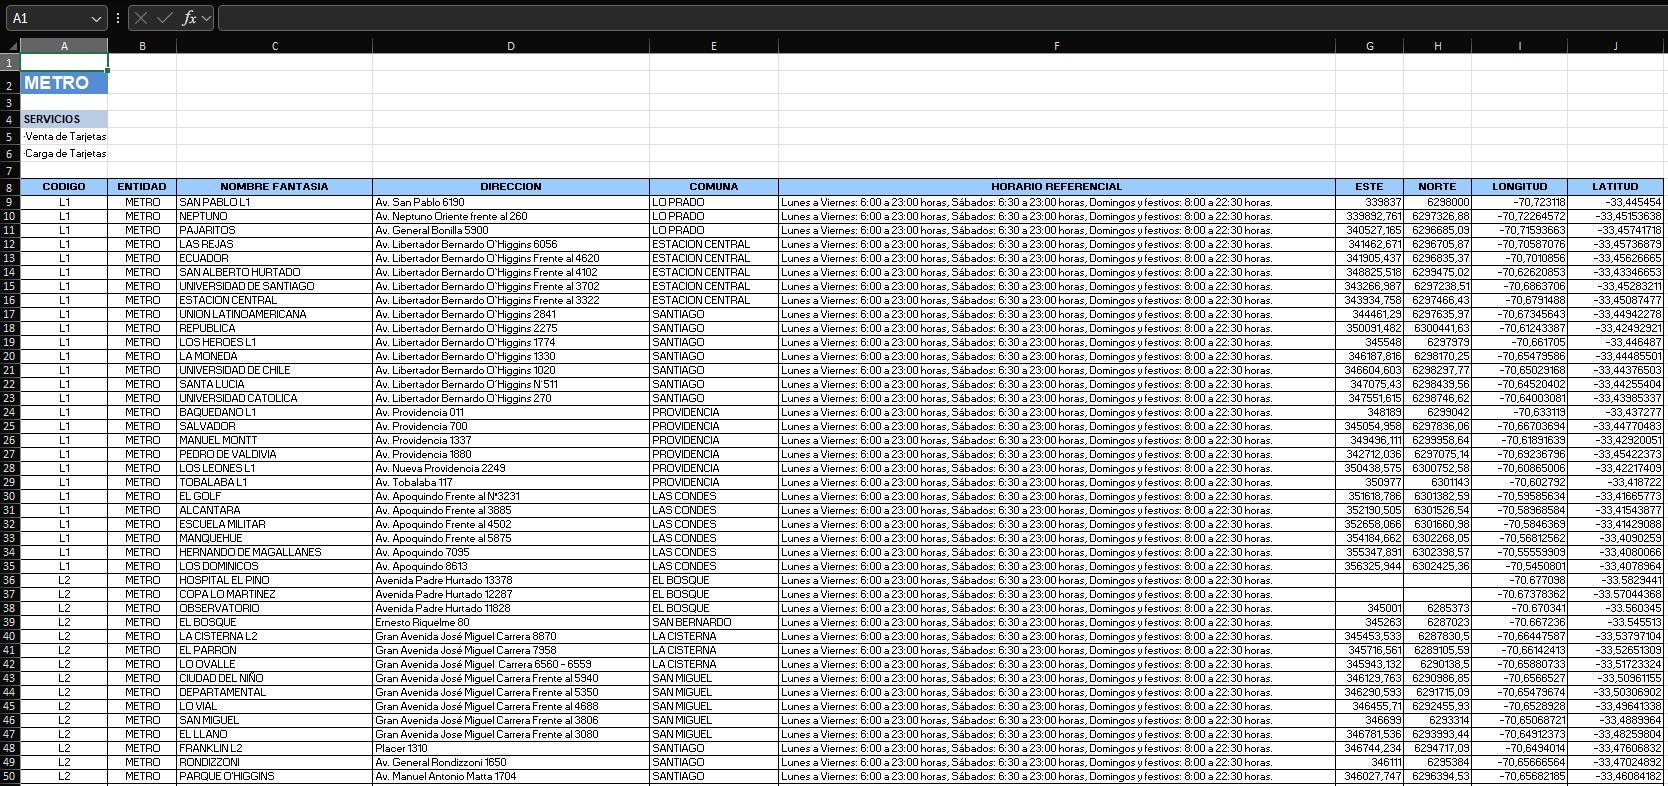 A1 fx
A B C D E F G H I J
1
2 METRO
3
4 SERVICIOS
5 ·Venta de Tarjetas
6 ·Carga de Tarjetas
7
8 CODIGO ENTIDAD NOMBRE FANTASIA DIRECCION COMUNA HORARIO REFERENCIAL ESTE NORTE LONGITUD LATITUD
9 L1 METRO SAN PABLO L1 Av. San Pablo 6190 LO PRADO Lunes a Viernes: 6:00 a 23:00 horas, Sábados: 6:30 a 23:00 horas, Domingos y festivos: 8:00 a 22:30 horas. 339837 6298000 -70,723118 -33,445454
10 L1 METRO NEPTUNO Av. Neptuno Oriente frente al 260 LO PRADO Lunes a Viernes: 6:00 a 23:00 horas, Sábados: 6:30 a 23:00 horas, Domingos y festivos: 8:00 a 22:30 horas. 339892,761 6297326,88 -70,72264572 -33,45153638
11 L1 METRO PAJARITOS Av. General Bonilla 5900 LO PRADO Lunes a Viernes: 6:00 a 23:00 horas, Sábados: 6:30 a 23:00 horas, Domingos y festivos: 8:00 a 22:30 horas. 340527,165 6296685,09 -70,71593663 -33,45741718
12 L1 METRO LAS REJAS Av. Libertador Bernardo O'Higgins 6056 ESTACION CENTRAL Lunes a Viernes: 6:00 a 23:00 horas, Sábados: 6:30 a 23:00 horas, Domingos y festivos: 8:00 a 22:30 horas. 341462,671 6296705,87 -70,70587076 -33,45736879
13 L1 METRO ECUADOR Av. Libertador Bernardo O'Higgins Frente al 4620 ESTACION CENTRAL Lunes a Viernes: 6:00 a 23:00 horas, Sábados: 6:30 a 23:00 horas, Domingos y festivos: 8:00 a 22:30 horas. 341905,437 6296835,37 -70,7010856 -33,45626665
14 L1 METRO SAN ALBERTO HURTADO Av. Libertador Bernardo O'Higgins Frente al 4102 ESTACION CENTRAL Lunes a Viernes: 6:00 a 23:00 horas, Sábados: 6:30 a 23:00 horas, Domingos y festivos: 8:00 a 22:30 horas. 348825,518 6299475,02 -70,62620853 -33,43346653
15 L1 METRO UNIVERSIDAD DE SANTIAGO Av. Libertador Bernardo O'Higgins Frente al 3702 ESTACION CENTRAL Lunes a Viernes: 6:00 a 23:00 horas, Sábados: 6:30 a 23:00 horas, Domingos y festivos: 8:00 a 22:30 horas. 343266,987 6297238,51 -70,6863706 -33,45283211
16 L1 METRO ESTACION CENTRAL Av. Libertador Bernardo O'Higgins Frente al 3322 ESTACION CENTRAL Lunes a Viernes: 6:00 a 23:00 horas, Sábados: 6:30 a 23:00 horas, Domingos y festivos: 8:00 a 22:30 horas. 343934,758 6297466,43 -70,6791488 -33,45087477
17 L1 METRO UNION LATINOAMERICANA Av. Libertador Bernardo O'Higgins 2841 SANTIAGO Lunes a Viernes: 6:00 a 23:00 horas, Sábados: 6:30 a 23:00 horas, Domingos y festivos: 8:00 a 22:30 horas. 344461,29 6297635,97 -70,67345643 -33,44942278
18 L1 METRO REPUBLICA Av. Libertador Bernardo O'Higgins 2275 SANTIAGO Lunes a Viernes: 6:00 a 23:00 horas, Sábados: 6:30 a 23:00 horas, Domingos y festivos: 8:00 a 22:30 horas. 350091,482 6300441,63 -70,61243387 -33,42492921
19 L1 METRO LOS HEROES L1 Av. Libertador Bernardo O'Higgins 1774 SANTIAGO Lunes a Viernes: 6:00 a 23:00 horas, Sábados: 6:30 a 23:00 horas, Domingos y festivos: 8:00 a 22:30 horas. 345548 6297979 -70,661705 -33,446487
20 L1 METRO LA MONEDA Av. Libertador Bernardo O'Higgins 1330 SANTIAGO Lunes a Viernes: 6:00 a 23:00 horas, Sábados: 6:30 a 23:00 horas, Domingos y festivos: 8:00 a 22:30 horas. 346187,816 6298170,25 -70,65479586 -33,44485501
21 L1 METRO UNIVERSIDAD DE CHILE Av. Libertador Bernardo O'Higgins 1020 SANTIAGO Lunes a Viernes: 6:00 a 23:00 horas, Sábados: 6:30 a 23:00 horas, Domingos y festivos: 8:00 a 22:30 horas. 346604,603 6298297,77 -70,65029168 -33,44376503
22 L1 METRO SANTA LUCIA Av. Libertador Bernardo O'Higgins N°511 SANTIAGO Lunes a Viernes: 6:00 a 23:00 horas, Sábados: 6:30 a 23:00 horas, Domingos y festivos: 8:00 a 22:30 horas. 347075,43 6298439,56 -70,64520402 -33,44255404
23 L1 METRO UNIVERSIDAD CATOLICA Av. Libertador Bernardo O'Higgins 270 SANTIAGO Lunes a Viernes: 6:00 a 23:00 horas, Sábados: 6:30 a 23:00 horas, Domingos y festivos: 8:00 a 22:30 horas. 347551,615 6298746,62 -70,64003081 -33,43985337
24 L1 METRO BAQUEDANO L1 Av. Providencia 011 PROVIDENCIA Lunes a Viernes: 6:00 a 23:00 horas, Sábados: 6:30 a 23:00 horas, Domingos y festivos: 8:00 a 22:30 horas. 348189 6299042 -70,633119 -33,437277
25 L1 METRO SALVADOR Av. Providencia 700 PROVIDENCIA Lunes a Viernes: 6:00 a 23:00 horas, Sábados: 6:30 a 23:00 horas, Domingos y festivos: 8:00 a 22:30 horas. 345054,958 6297836,06 -70,66703694 -33,44770483
26 L1 METRO MANUEL MONTT Av. Providencia 1337 PROVIDENCIA Lunes a Viernes: 6:00 a 23:00 horas, Sábados: 6:30 a 23:00 horas, Domingos y festivos: 8:00 a 22:30 horas. 349496,111 6299958,64 -70,61891639 -33,42920051
27 L1 METRO PEDRO DE VALDIVIA Av. Providencia 1880 PROVIDENCIA Lunes a Viernes: 6:00 a 23:00 horas, Sábados: 6:30 a 23:00 horas, Domingos y festivos: 8:00 a 22:30 horas. 342712,036 6297075,14 -70,69236796 -33,45422373
28 L1 METRO LOS LEONES L1 Av. Nueva Providencia 2249 PROVIDENCIA Lunes a Viernes: 6:00 a 23:00 horas, Sábados: 6:30 a 23:00 horas, Domingos y festivos: 8:00 a 22:30 horas. 350438,575 6300752,58 -70,60865006 -33,42217409
29 L1 METRO TOBALABA L1 Av. Tobalaba 117 PROVIDENCIA Lunes a Viernes: 6:00 a 23:00 horas, Sábados: 6:30 a 23:00 horas, Domingos y festivos: 8:00 a 22:30 horas. 350977 6301143 -70,602792 -33,418722
30 L1 METRO EL GOLF Av. Apoquindo Frente al N°3231 LAS CONDES Lunes a Viernes: 6:00 a 23:00 horas, Sábados: 6:30 a 23:00 horas, Domingos y festivos: 8:00 a 22:30 horas. 351618,786 6301382,59 -70,59585634 -33,41665773
31 L1 METRO ALCANTARA Av. Apoquindo Frente al 3885 LAS CONDES Lunes a Viernes: 6:00 a 23:00 horas, Sábados: 6:30 a 23:00 horas, Domingos y festivos: 8:00 a 22:30 horas. 352190,505 6301526,54 -70,58968584 -33,41543877
32 L1 METRO ESCUELA MILITAR Av. Apoquindo Frente al 4502 LAS CONDES Lunes a Viernes: 6:00 a 23:00 horas, Sábados: 6:30 a 23:00 horas, Domingos y festivos: 8:00 a 22:30 horas. 352658,066 6301660,98 -70,5846369 -33,41429088
33 L1 METRO MANQUEHUE Av. Apoquindo Frente al 5875 LAS CONDES Lunes a Viernes: 6:00 a 23:00 horas, Sábados: 6:30 a 23:00 horas, Domingos y festivos: 8:00 a 22:30 horas. 354184,662 6302268,05 -70,56812562 -33,4090259
34 L1 METRO HERNANDO DE MAGALLANES Av. Apoquindo 7095 LAS CONDES Lunes a Viernes: 6:00 a 23:00 horas, Sábados: 6:30 a 23:00 horas, Domingos y festivos: 8:00 a 22:30 horas. 355347,891 6302398,57 -70,55559909 -33,4080066
35 L1 METRO LOS DOMINICOS Av. Apoquindo 8613 LAS CONDES Lunes a Viernes: 6:00 a 23:00 horas, Sábados: 6:30 a 23:00 horas, Domingos y festivos: 8:00 a 22:30 horas. 356325,944 6302425,36 -70,5450801 -33,4078964
36 L2 METRO HOSPITAL EL PINO Avenida Padre Hurtado 13378 EL BOSQUE Lunes a Viernes: 6:00 a 23:00 horas, Sábados: 6:30 a 23:00 horas, Domingos y festivos: 8:00 a 22:30 horas. -70.677098 -33.5829441
37 L2 METRO COPA LO MARTINEZ Avenida Padre Hurtado 12287 EL BOSQUE Lunes a Viernes: 6:00 a 23:00 horas, Sábados: 6:30 a 23:00 horas, Domingos y festivos: 8:00 a 22:30 horas. -70.67378362 -33.57044368
38 L2 METRO OBSERVATORIO Avenida Padre Hurtado 11828 EL BOSQUE Lunes a Viernes: 6:00 a 23:00 horas, Sábados: 6:30 a 23:00 horas, Domingos y festivos: 8:00 a 22:30 horas. 345001 6285373 -70.670341 -33.560345
39 L2 METRO EL BOSQUE Ernesto Riquelme 80 SAN BERNARDO Lunes a Viernes: 6:00 a 23:00 horas, Sábados: 6:30 a 23:00 horas, Domingos y festivos: 8:00 a 22:30 horas. 345263 6287023 -70.667236 -33.545513
40 L2 METRO LA CISTERNA L2 Gran Avenida José Miguel Carrera 8870 LA CISTERNA Lunes a Viernes: 6:00 a 23:00 horas, Sábados: 6:30 a 23:00 horas, Domingos y festivos: 8:00 a 22:30 horas. 345453,533 6287830,5 -70,66447587 -33,53797104
41 L2 METRO EL PARRON Gran Avenida José Miguel Carrera 7958 LA CISTERNA Lunes a Viernes: 6:00 a 23:00 horas, Sábados: 6:30 a 23:00 horas, Domingos y festivos: 8:00 a 22:30 horas. 345716,561 6289105,59 -70,66142413 -33,52651309
42 L2 METRO LO OVALLE Gran Avenida José Miguel Carrera 6560 - 6559 LA CISTERNA Lunes a Viernes: 6:00 a 23:00 horas, Sábados: 6:30 a 23:00 horas, Domingos y festivos: 8:00 a 22:30 horas. 345943,132 6290138,5 -70,65880733 -33,51723324
43 L2 METRO CIUDAD DEL NIÑO Gran Avenida José Miguel Carrera Frente al 5940 SAN MIGUEL Lunes a Viernes: 6:00 a 23:00 horas, Sábados: 6:30 a 23:00 horas, Domingos y festivos: 8:00 a 22:30 horas. 346129,763 6290986,85 -70,6566527 -33,50961155
44 L2 METRO DEPARTAMENTAL Gran Avenida José Miguel Carrera Frente al 5350 SAN MIGUEL Lunes a Viernes: 6:00 a 23:00 horas, Sábados: 6:30 a 23:00 horas, Domingos y festivos: 8:00 a 22:30 horas. 346290,593 6291715,09 -70,65479674 -33,50306902
45 L2 METRO LO VIAL Gran Avenida José Miguel Carrera Frente al 4688 SAN MIGUEL Lunes a Viernes: 6:00 a 23:00 horas, Sábados: 6:30 a 23:00 horas, Domingos y festivos: 8:00 a 22:30 horas. 346455,71 6292455,93 -70,6528928 -33,49641338
46 L2 METRO SAN MIGUEL Gran Avenida José Miguel Carrera Frente al 3806 SAN MIGUEL Lunes a Viernes: 6:00 a 23:00 horas, Sábados: 6:30 a 23:00 horas, Domingos y festivos: 8:00 a 22:30 horas. 346699 6293314 -70,65068721 -33,4889964
47 L2 METRO EL LLANO Gran Avenida Jose Miguel Carrera Frente al 3080 SAN MIGUEL Lunes a Viernes: 6:00 a 23:00 horas, Sábados: 6:30 a 23:00 horas, Domingos y festivos: 8:00 a 22:30 horas. 346781,536 6293993,44 -70,64912373 -33,48259804
48 L2 METRO FRANKLIN L2 Placer 1310 SANTIAGO Lunes a Viernes: 6:00 a 23:00 horas, Sábados: 6:30 a 23:00 horas, Domingos y festivos: 8:00 a 22:30 horas. 346744,234 6294717,09 -70,6494014 -33,47606832
49 L2 METRO RONDIZZONI Av. General Rondizzoni 1650 SANTIAGO Lunes a Viernes: 6:00 a 23:00 horas, Sábados: 6:30 a 23:00 horas, Domingos y festivos: 8:00 a 22:30 horas. 346111 6295384 -70,65666564 -33,47024892
50 L2 METRO PARQUE O'HIGGINS Av. Manuel Antonio Matta 1704 SANTIAGO Lunes a Viernes: 6:00 a 23:00 horas, Sábados: 6:30 a 23:00 horas, Domingos y festivos: 8:00 a 22:30 horas. 346027,747 6296394,53 -70,65682185 -33,46084182